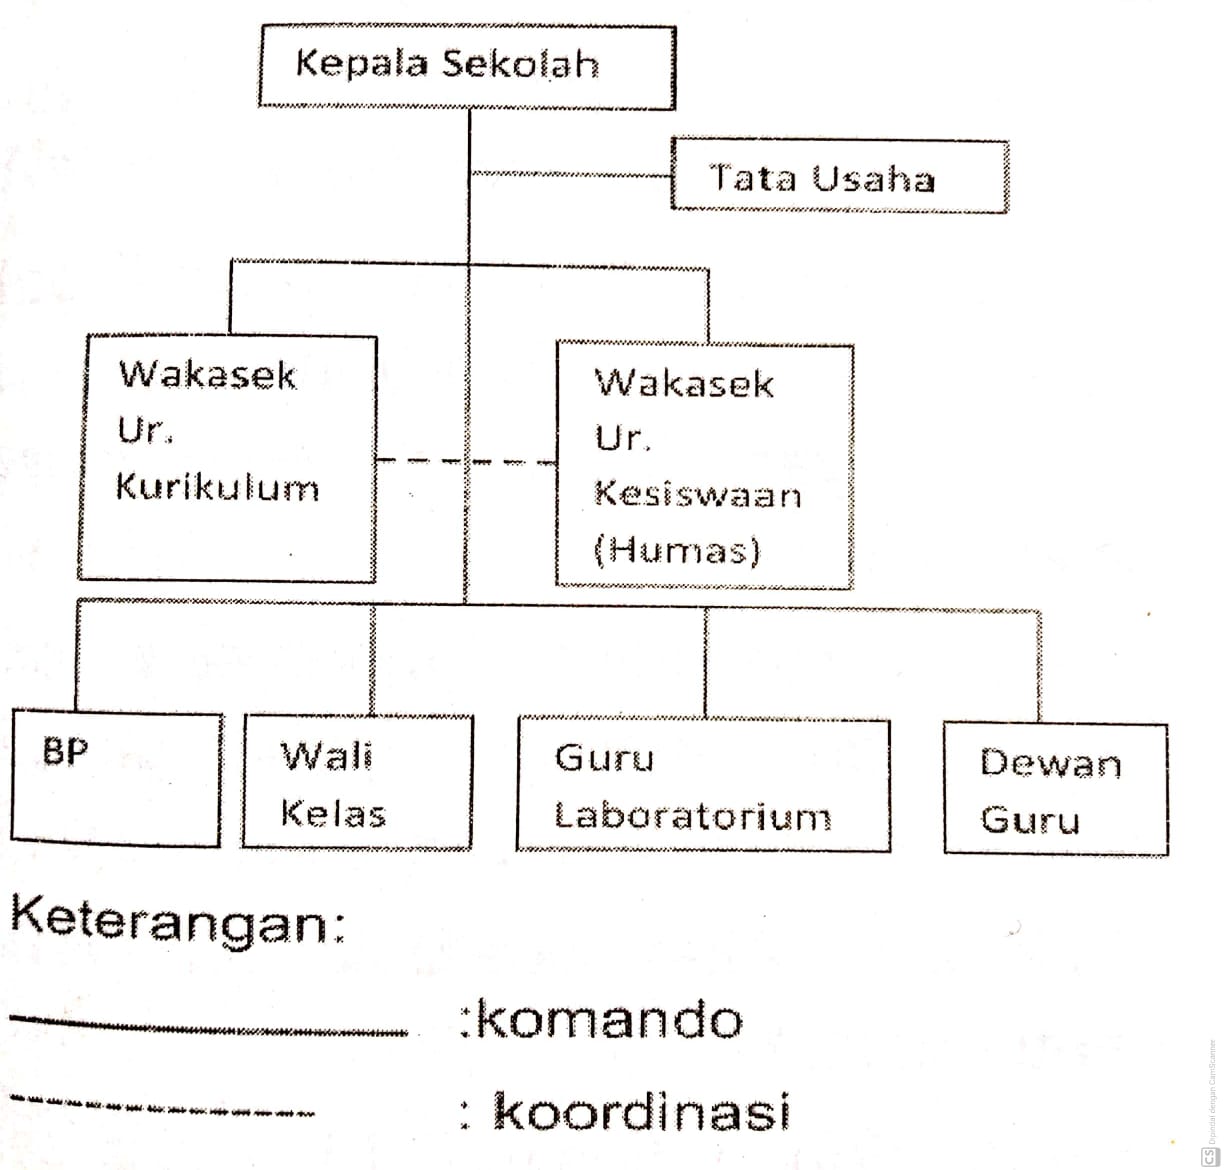 Kepala Sekolah
Tata Usaha
Wakasek
Ur.
Kurikulum
Wakasek
Ur.
Kesiswaan
(Humas)
BP
Wali
Kelas
Guru
Laboratorium
Dewan
Guru
Keterangan:
:komando
: koordinasi
CS Dipindai dengan CamScanner